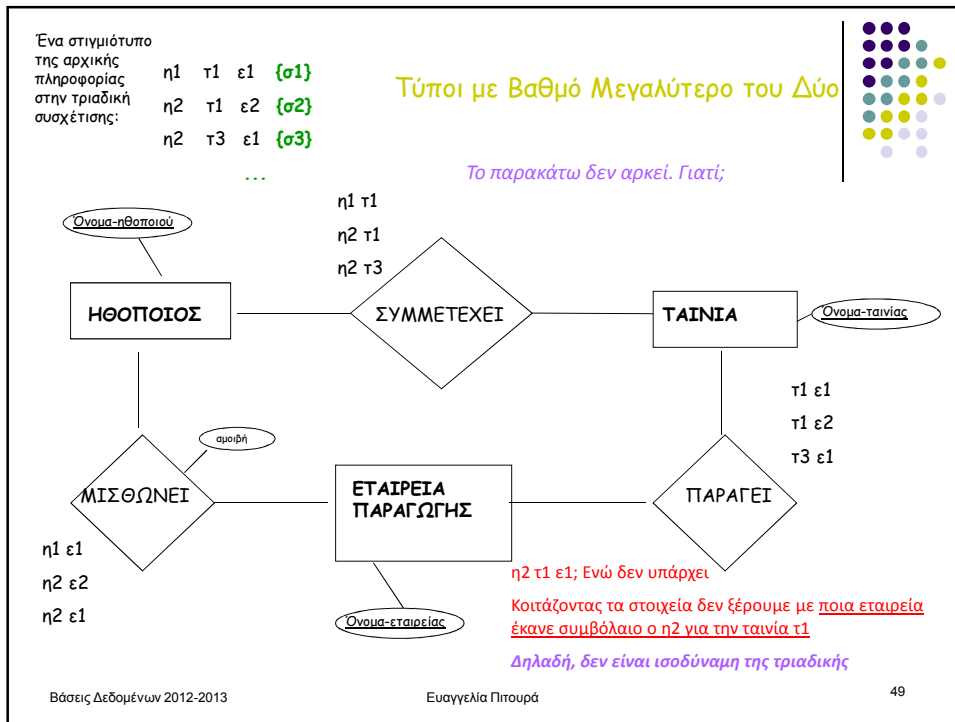 Ένα στιγμιότυπο
της αρχικής
πληροφορίας
στην τριαδική
συσχέτισης:
η1 τ1 ε1 {σ1}
η2 τ1 ε2 {σ2}
η2 τ3 ε1 {σ3}
...
Τύποι με Βαθμό Μεγαλύτερο του Δύο
Το παρακάτω δεν αρκεί. Γιατί;
η1 τ1
η2 τ1
η2 τ3
Όνομα-ηθοποιού
ΗΘΟΠΟΙΟΣ
ΣΥΜΜΕΤΕΧΕΙ
ΤΑΙΝΙΑ
Όνομα-ταινίας
τ1 ε1
τ1 ε2
τ3 ε1
αμοιβή
ΜΙΣΘΩΝΕΙ
ΕΤΑΙΡΕΙΑ
ΠΑΡΑΓΩΓΗΣ
ΠΑΡΑΓΕΙ
η1 ε1
η2 ε2
η2 ε1
Όνομα-εταιρείας
η2 τ1 ε1; Ενώ δεν υπάρχει
Κοιτάζοντας τα στοιχεία δεν ξέρουμε με ποια εταιρεία
έκανε συμβόλαιο ο η2 για την ταινία τ1
Δηλαδή, δεν είναι ισοδύναμη της τριαδικής
Βάσεις Δεδομένων 2012-2013
Ευαγγελία Πιτουρά
49